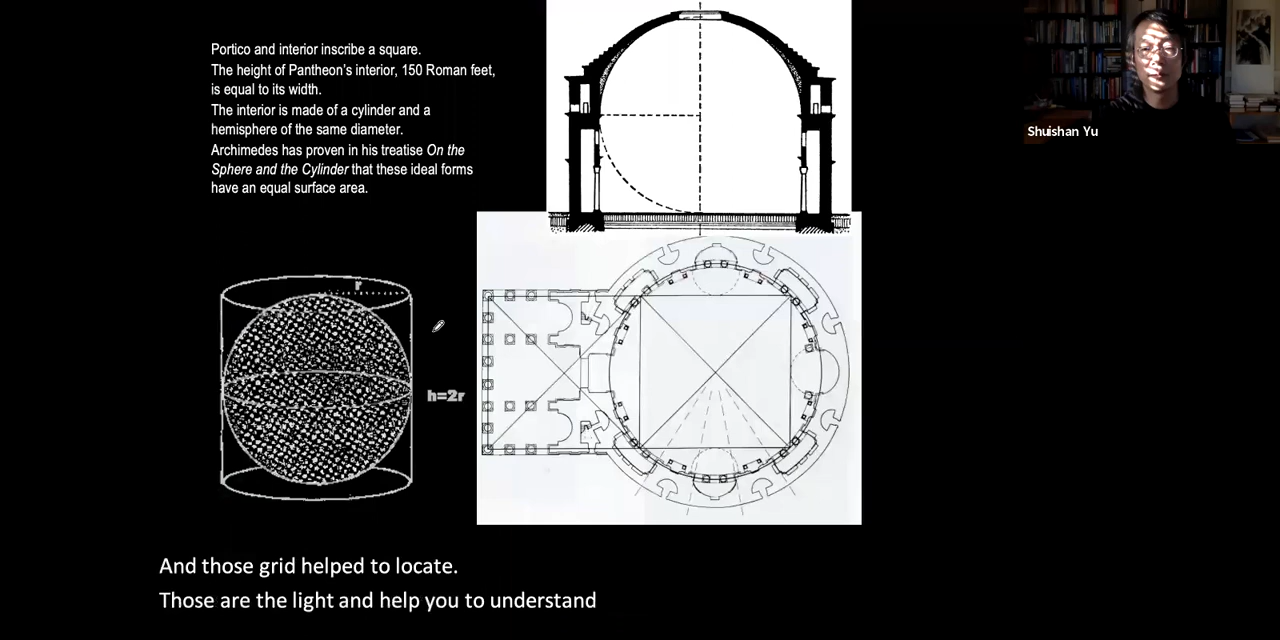 Portico and interior inscribe a square.
The height of Pantheon's interior, 150 Roman feet,
is equal to its width.
The interior is made of a cylinder and a
hemisphere of the same diameter.
Archimedes has proven in his treatise On the
Sphere and the Cylinder that these ideal forms
have an equal surface area.
Shuishan Yu
r
h=2r
And those grid helped to locate.
Those are the light and help you to understand